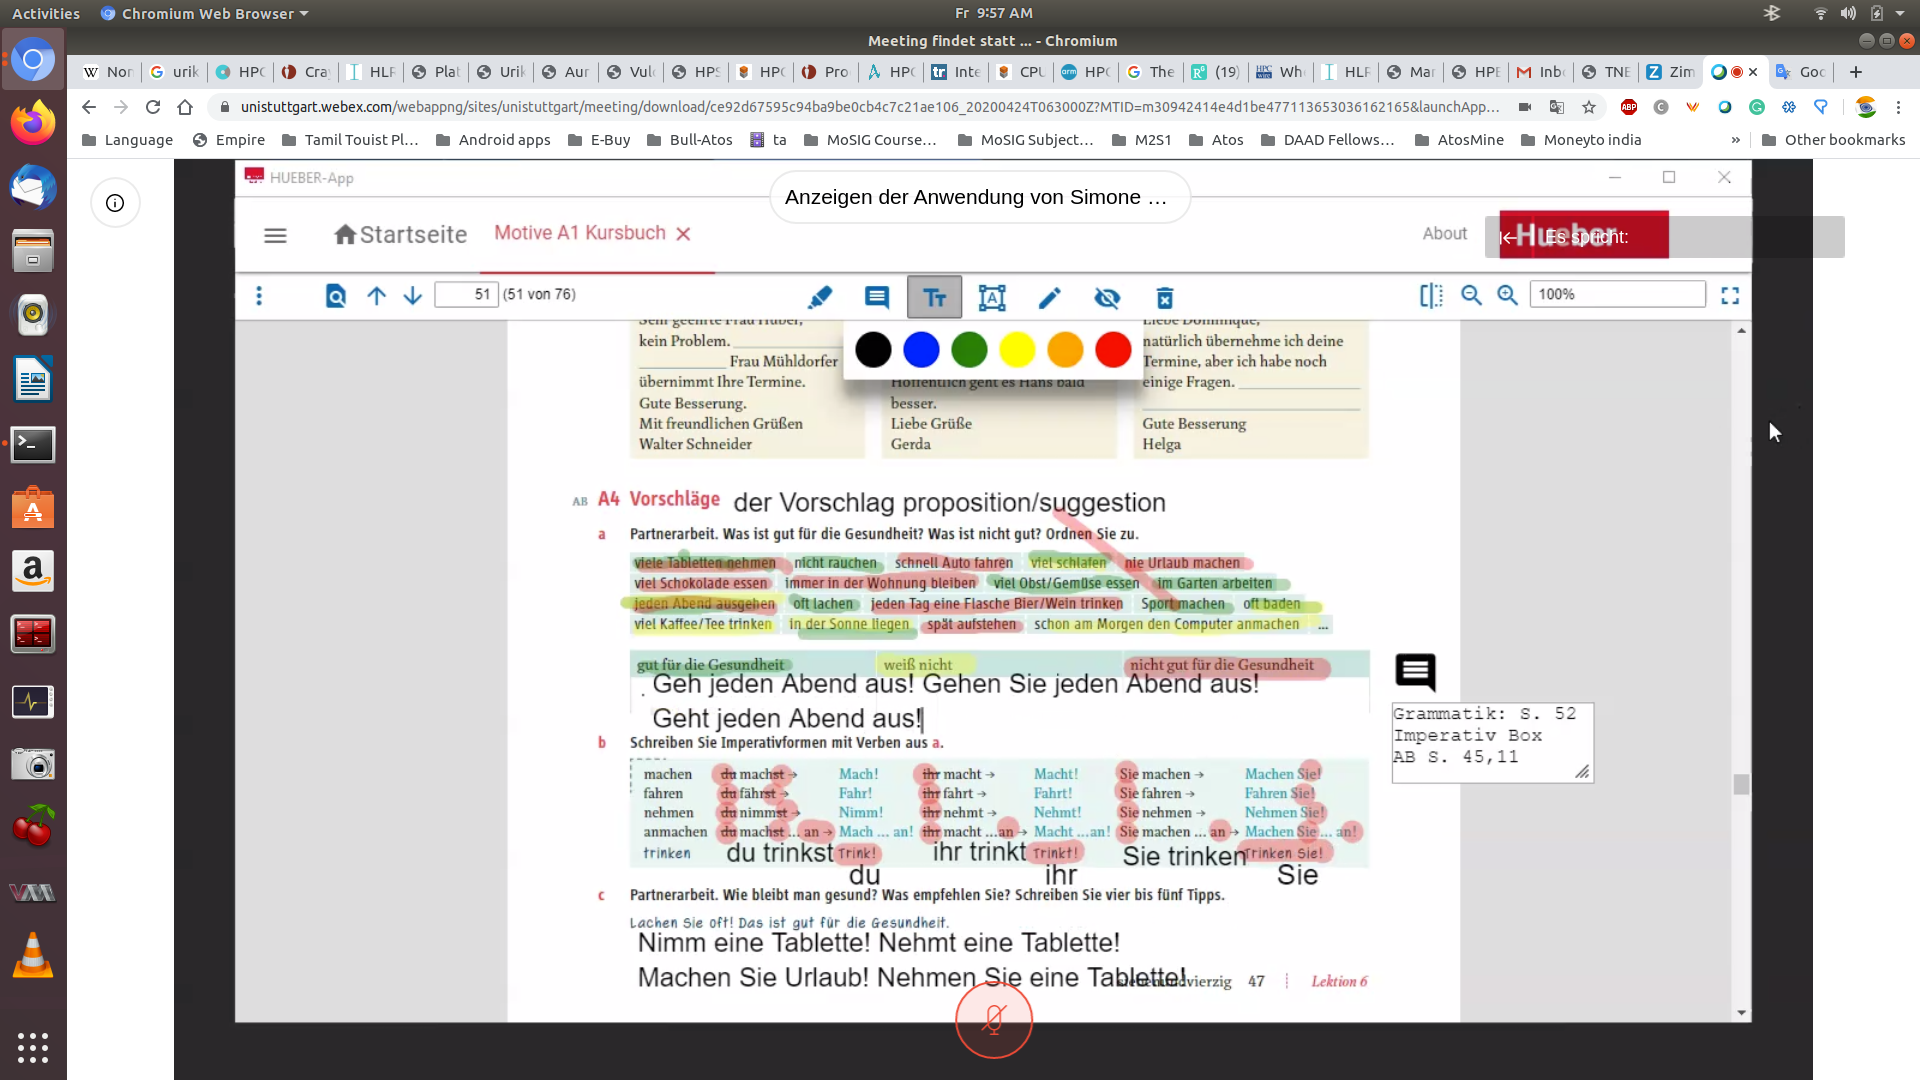 Activities Chromium Web Browser Fr 9:57 AM
Meeting findet statt ... - Chromium
Nor urik HPC Cray HLR Plat Urik Aur Vulc HPS HPC Pro HPC Inte CPU HPC The (19) Wh HLR Mar HPE Inbo TNE Zim Goo
unistuttgart.webex.com/webappng/sites/unistuttgart/meeting/download/ce92d67595c94ba9be0cb4c7c21ae106_20200424T063000Z?MTID=m30942414e4d1be477113653036162165&launchApp...
Language Empire Tamil Touist Pl... Android apps E-Buy Bull-Atos ta MoSIG Course... MoSIG Subject... M2S1 Atos DAAD Fellows... AtosMine Moneyto india » Other bookmarks
HUEBER-App
Anzeigen der Anwendung von Simone ...
Startseite Motive A1 Kursbuch About Hueber Es spricht:
51 (51 von 76) 100%
Sehr geehrte Frau Huber,
kein Problem.
Frau Mühldorfer
übernimmt Ihre Termine.
Gute Besserung.
Mit freundlichen Grüßen
Walter Schneider
Hoffentlich geht es Hans bald
besser.
Liebe Grüße
Gerda
Liebe Dominique,
natürlich übernehme ich deine
Termine, aber ich habe noch
einige Fragen.
Gute Besserung
Helga
AB A4 Vorschläge der Vorschlag proposition/suggestion
a Partnerarbeit. Was ist gut für die Gesundheit? Was ist nicht gut? Ordnen Sie zu.
viele Tabletten nehmen nicht rauchen schnell Auto fahren viel schlafen nie Urlaub machen
viel Schokolade essen immer in der Wohnung bleiben viel Obst/Gemüse essen im Garten arbeiten
jeden Abend ausgehen oft lachen jeden Tag eine Flasche Bier/Wein trinken Sport machen oft baden
viel Kaffee/Tee trinken in der Sonne liegen spät aufstehen schon am Morgen den Computer anmachen ...
gut für die Gesundheit weiß nicht nicht gut für die Gesundheit
Geh jeden Abend aus! Gehen Sie jeden Abend aus!
Geht jeden Abend aus!
Grammatik: S. 52
Imperativ Box
AB S. 45,11
b Schreiben Sie Imperativformen mit Verben aus a.
machen du machst → Mach! ihr macht → Macht! Sie machen → Machen Sie!
fahren du fährst → Fahr! ihr fahrt → Fahrt! Sie fahren → Fahren Sie!
nehmen du nimmst → Nimm! ihr nehmt → Nehmt! Sie nehmen → Nehmen Sie!
anmachen du machst ... an → Mach ... an! ihr macht ...an → Macht ...an! Sie machen ... an → Machen Sie ... an!
trinken du trinkst Trink! ihr trinkt Trinkt! Sie trinken Trinken Sie!
du ihr Sie
c Partnerarbeit. Wie bleibt man gesund? Was empfehlen Sie? Schreiben Sie vier bis fünf Tipps.
Lachen Sie oft! Das ist gut für die Gesundheit.
Nimm eine Tablette! Nehmt eine Tablette!
Machen Sie Urlaub! Nehmen Sie eine Tablette!
siebenundvierzig 47 Lektion 6